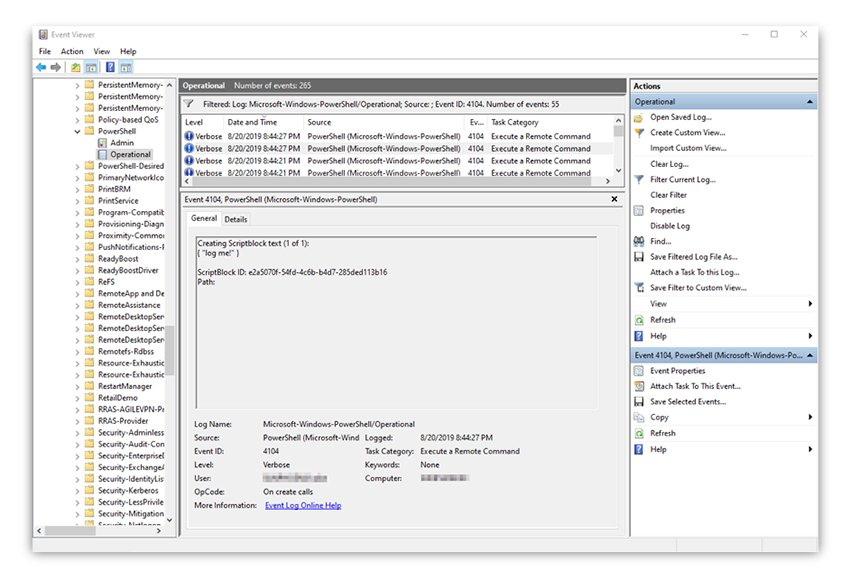 Event Viewer
File Action View Help
PersistentMemory-
PersistentMemory-
PersistentMemory-
Policy-based QoS
PowerShell
Admin
Operational
PowerShell-Desired
PrimaryNetworkIco
PrintBRM
PrintService
Program-Compatib
Provisioning-Diagn
Proximity-Commo
PushNotifications-F
ReadyBoost
ReadyBoostDriver
ReFS
RemoteApp and De
RemoteAssistance
RemoteDesktopSer
RemoteDesktopSer
RemoteDesktopSer
Remotefs-Rdbss
Resource-Exhaustic
Resource-Exhaustic
RestartManager
RetailDemo
RRAS-AGILEVPN-P
RRAS-Provider
Security-Adminless
Security-Audit-Con
Security-Enterprise
Security-Exchange
Security-IdentityLis
Security-Kerberos
Security-LessPrivile
Security-Mitigation
Security-Netlogon
Operational Number of events: 265
Filtered: Log: Microsoft-Windows-PowerShell/Operational; Source: ; Event ID: 4104. Number of events: 55
Level Date and Time Source Ev... Task Category
Verbose 8/20/2019 8:44:27 PM PowerShell (Microsoft-Windows-PowerShell) 4104 Execute a Remote Command
Verbose 8/20/2019 8:44:27 PM PowerShell (Microsoft-Windows-PowerShell) 4104 Execute a Remote Command
Verbose 8/20/2019 8:44:21 PM PowerShell (Microsoft-Windows-PowerShell) 4104 Execute a Remote Command
Verbose 8/20/2019 8:44:21 PM PowerShell (Microsoft-Windows-PowerShell) 4104 Execute a Remote Command
Event 4104, PowerShell (Microsoft-Windows-PowerShell)
General Details
Creating Scriptblock text (1 of 1):
{ "log me!" }
ScriptBlock ID: e2a5070f-54fd-4c6b-b4d7-285ded113b16
Path:
Log Name: Microsoft-Windows-PowerShell/Operational
Source: PowerShell (Microsoft-Wind Logged: 8/20/2019 8:44:27 PM
Event ID: 4104 Task Category: Execute a Remote Command
Level: Verbose Keywords: None
User: Computer:
OpCode: On create calls
More Information: Event Log Online Help
Actions
Operational
Open Saved Log...
Create Custom View...
Import Custom View...
Clear Log...
Filter Current Log...
Clear Filter
Properties
Disable Log
Find...
Save Filtered Log File As...
Attach a Task To this Log...
Save Filter to Custom View...
View
Refresh
Help
Event 4104, PowerShell (Microsoft-Windows-Po...
Event Properties
Attach Task To This Event...
Save Selected Events...
Copy
Refresh
Help